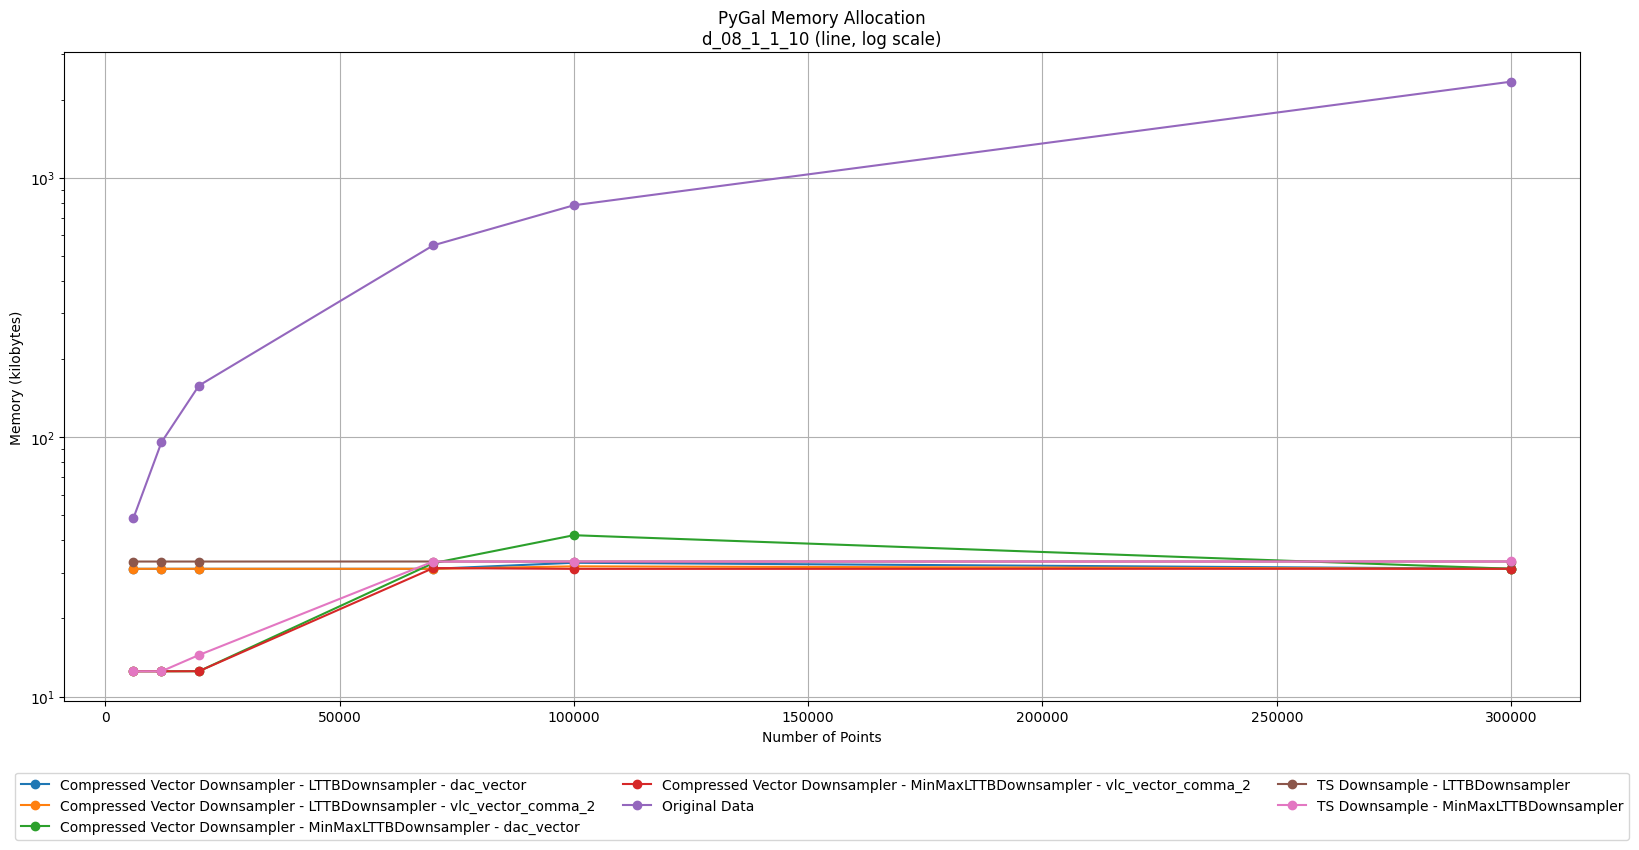 PyGal Memory Allocation
d_08_1_1_10 (line, log scale)
Memory (kilobytes)
10³
10²
10¹
0 50000 100000 150000 200000 250000 300000
Number of Points
Compressed Vector Downsampler - LTTBDownsampler - dac_vector
Compressed Vector Downsampler - LTTBDownsampler - vlc_vector_comma_2
Compressed Vector Downsampler - MinMaxLTTBDownsampler - dac_vector
Compressed Vector Downsampler - MinMaxLTTBDownsampler - vlc_vector_comma_2
Original Data
TS Downsample - LTTBDownsampler
TS Downsample - MinMaxLTTBDownsampler